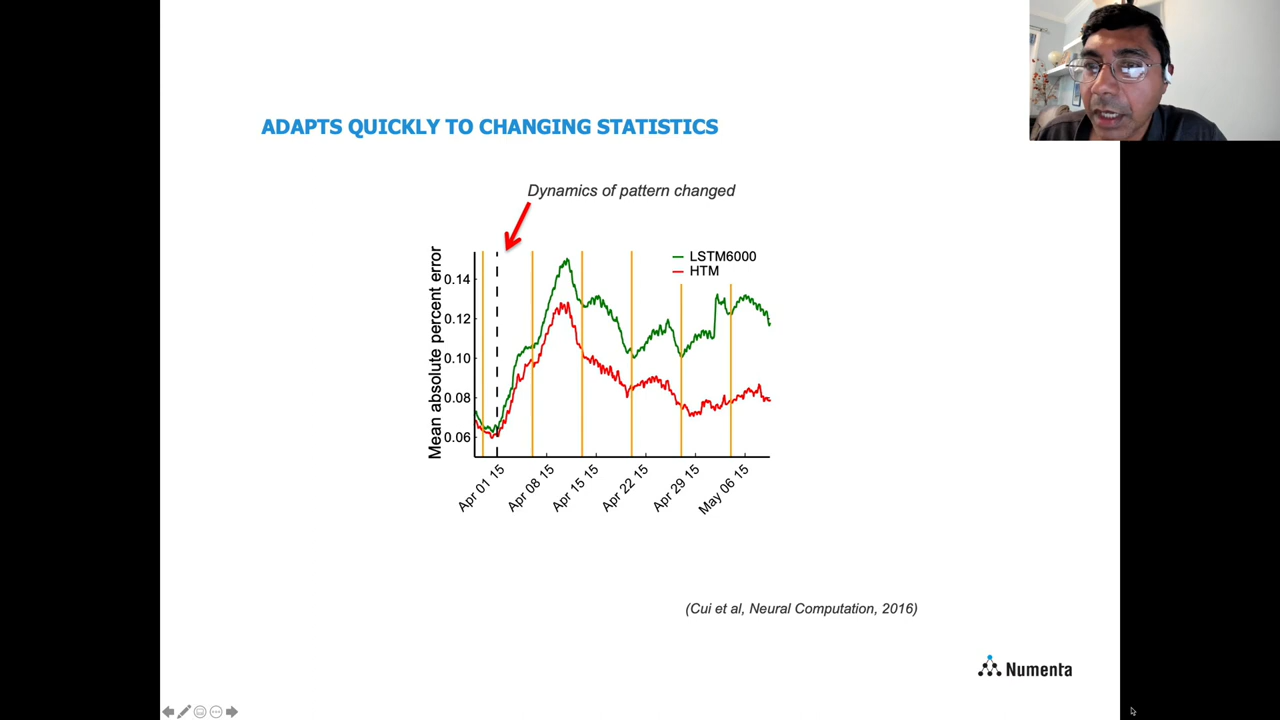 ADAPTS QUICKLY TO CHANGING STATISTICS
Dynamics of pattern changed
LSTM6000
HTM
Mean absolute percent error
0.14
0.12
0.10
0.08
0.06
Apr 01 15
Apr 08 15
Apr 15 15
Apr 22 15
Apr 29 15
May 06 15
(Cui et al, Neural Computation, 2016)
Numenta